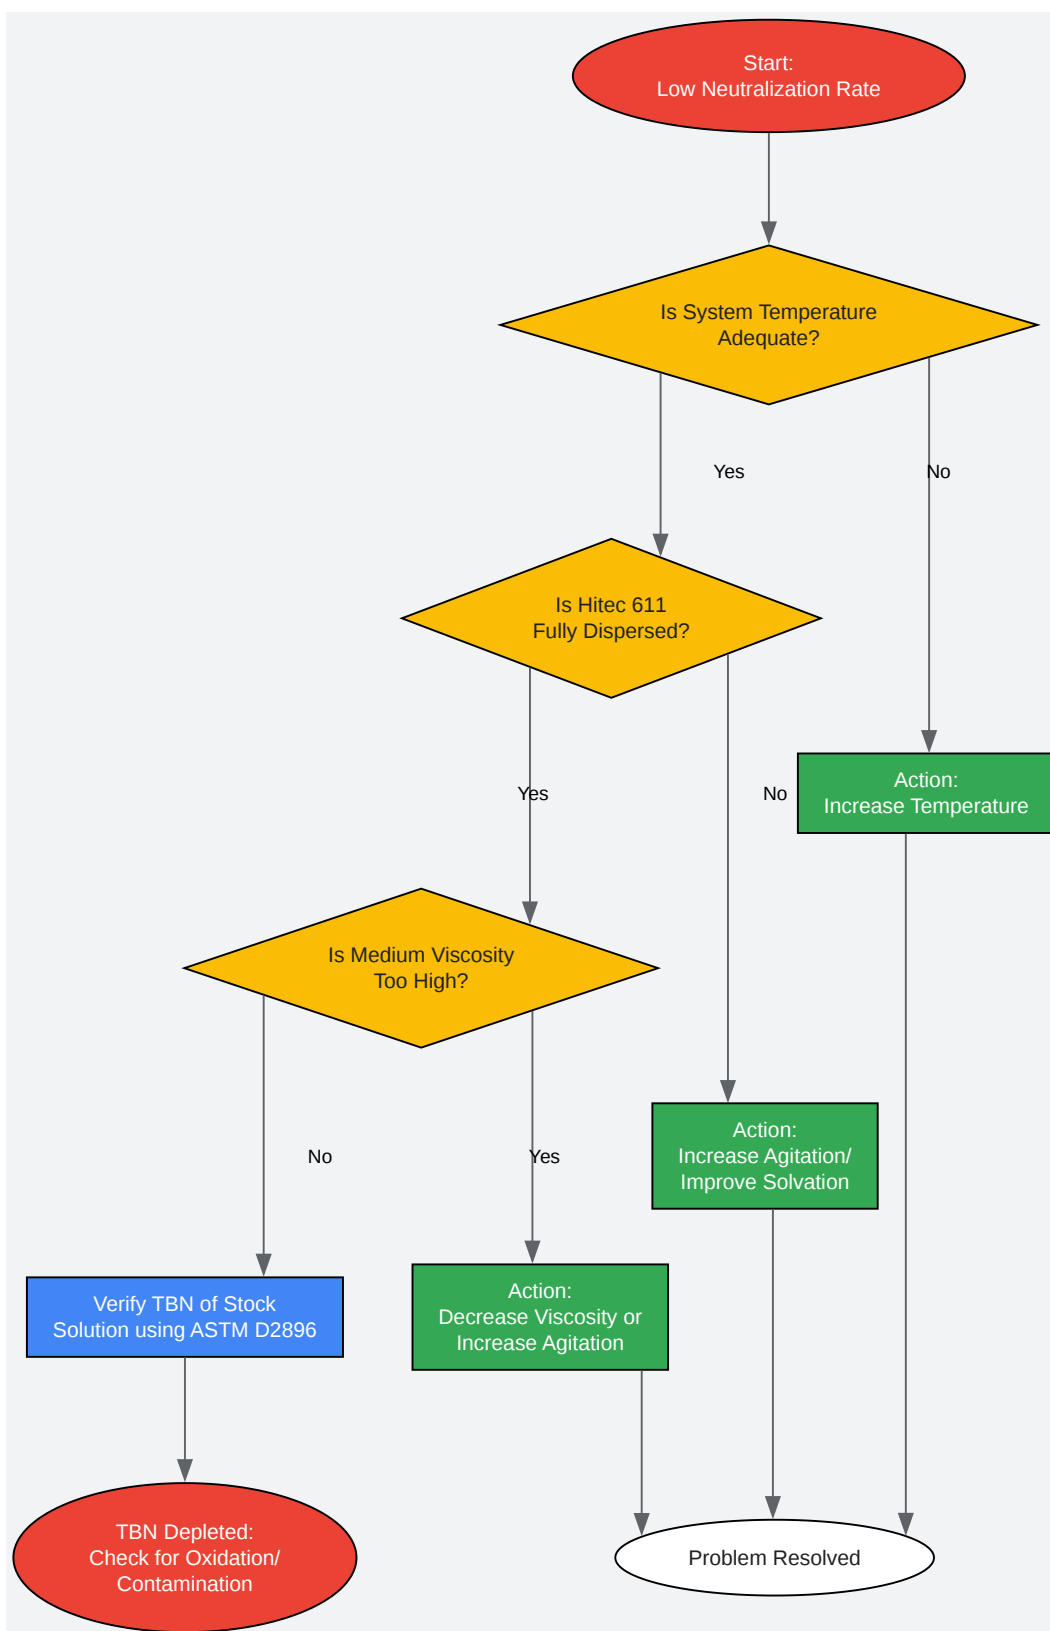 Start:
Low Neutralization Rate
Is System Temperature
Adequate?
Yes
No
Is Hitec 611
Fully Dispersed?
Yes
No
Action:
Increase Temperature
Is Medium Viscosity
Too High?
No
Yes
Action:
Increase Agitation/
Improve Solvation
Verify TBN of Stock
Solution using ASTM D2896
Action:
Decrease Viscosity or
Increase Agitation
TBN Depleted:
Check for Oxidation/
Contamination
Problem Resolved